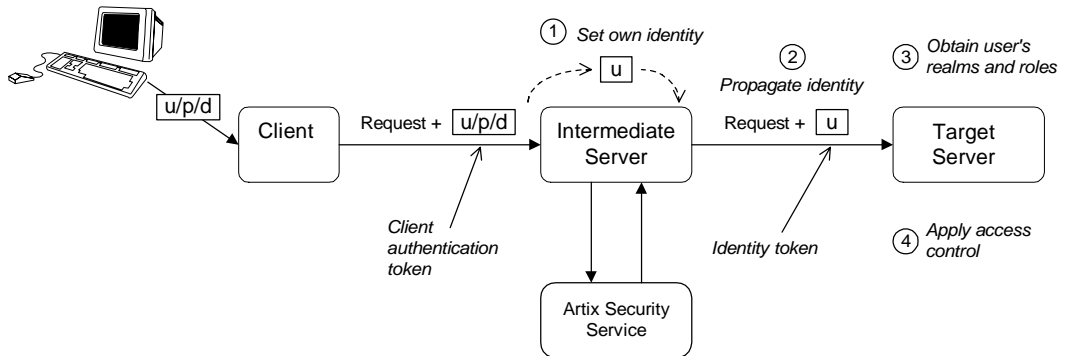 1 Set own identity
u
2
Propagate identity
3 Obtain user's
realms and roles
u/p/d
Client
Request + u/p/d
Intermediate
Server
Request + u
Target
Server
Client
authentication
token
Identity token
4 Apply access
control
Artix Security
Service